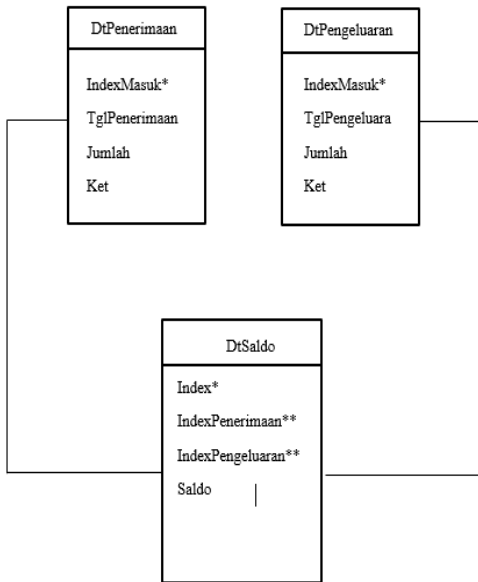 DtPenerimaan
IndexMasuk*
TglPenerimaan
Jumlah
Ket
DtPengeluaran
IndexMasuk*
TglPengeluara
Jumlah
Ket
DtSaldo
Index*
IndexPenerimaan**
IndexPengeluaran**
Saldo